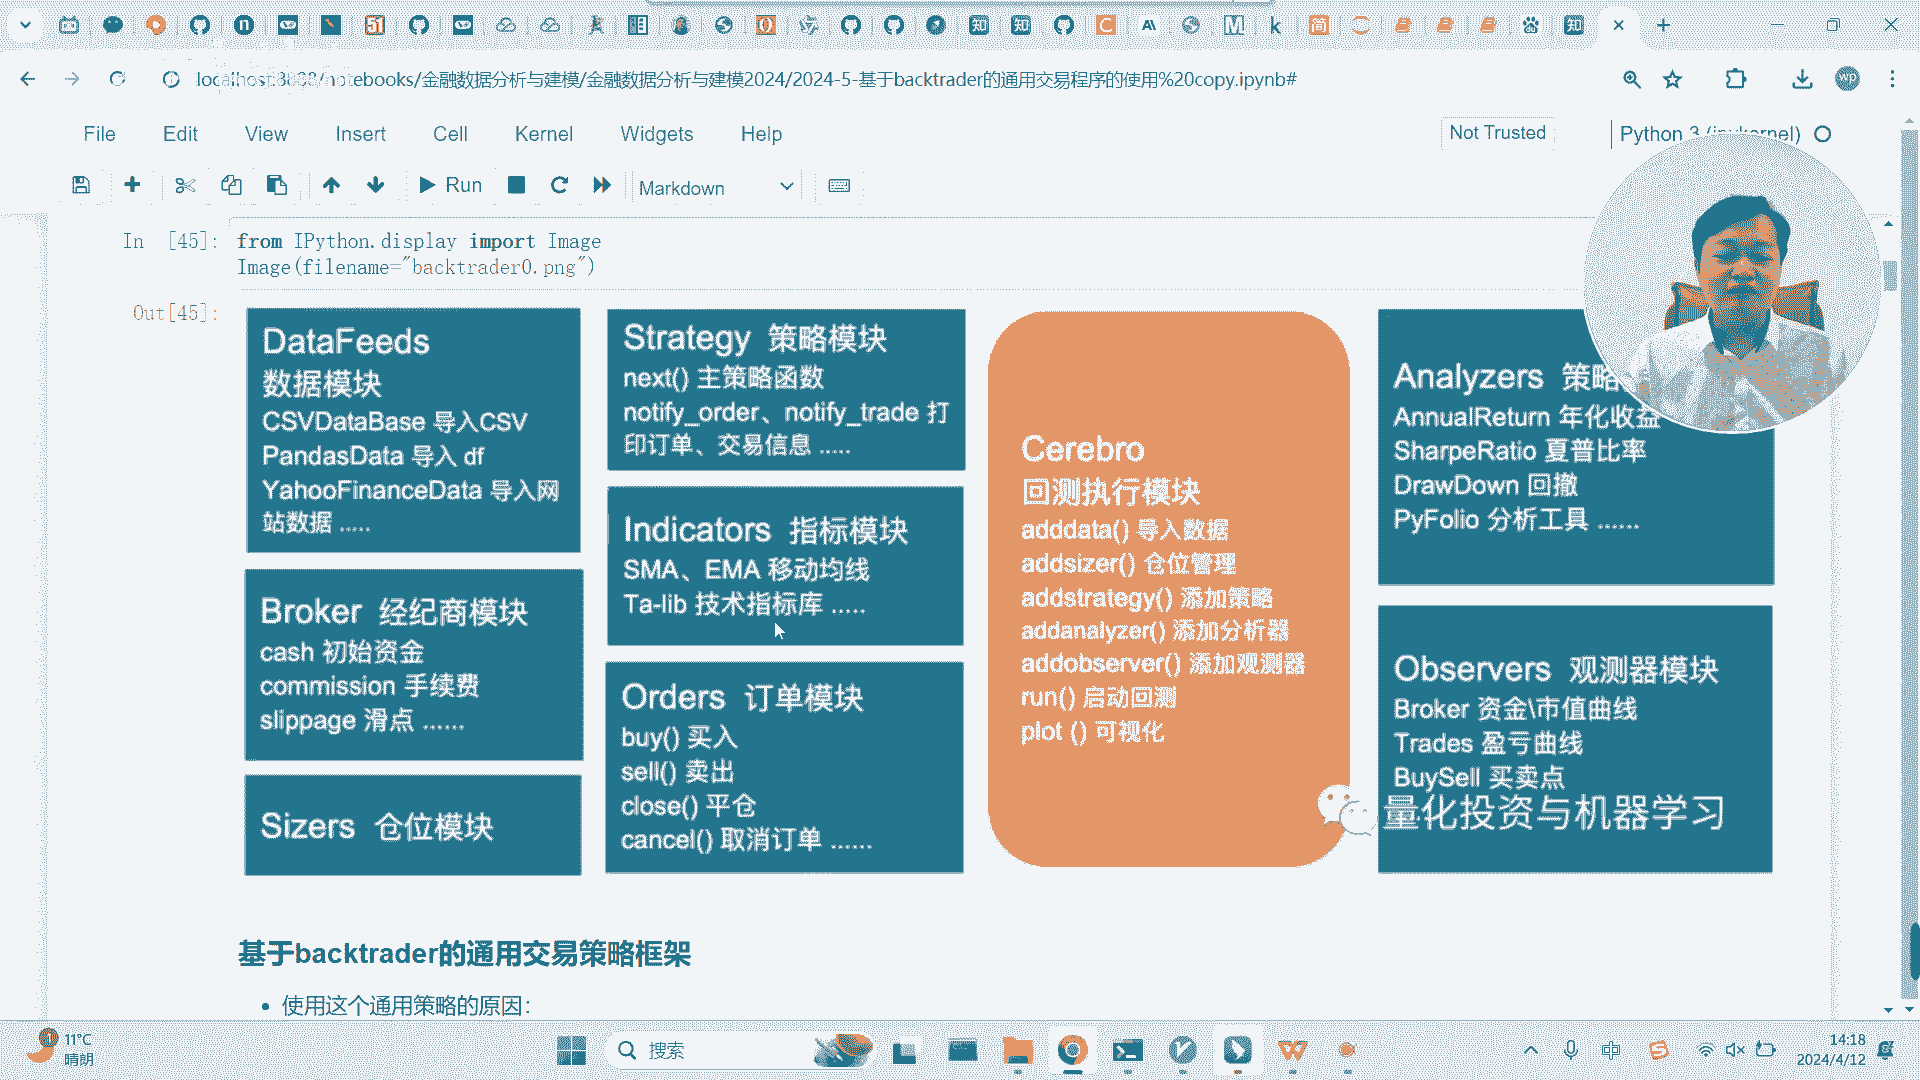 notebooks/金融数据分析与建模/金融数据分析与建模2024/2024-5-基于backtrader的通用交易程序的使用%20copy.ipynb#
File Edit View Insert Cell Kernel Widgets Help
Not Trusted
Python 3
Run
Markdown
In [45]:
from IPython.display import Image
Image(filename="backtrader0.png")
Out[45]:
DataFeeds
数据模块
CSVDataBase 导入CSV
PandasData 导入 df
YahooFinanceData 导入网
站数据 .....
Broker 经纪商模块
cash 初始资金
commission 手续费
slippage 滑点 ......
Sizers 仓位模块
Strategy 策略模块
next() 主策略函数
notify_order、notify_trade 打
印订单、交易信息 .....
Indicators 指标模块
SMA、EMA 移动均线
Ta-lib 技术指标库 .....
Orders 订单模块
buy() 买入
sell() 卖出
close() 平仓
cancel() 取消订单 ......
Cerebro
回测执行模块
adddata() 导入数据
addsizer() 仓位管理
addstrategy() 添加策略
addanalyzer() 添加分析器
addobserver() 添加观测器
run() 启动回测
plot () 可视化
Analyzers 策略
AnnualReturn 年化收益
SharpeRatio 夏普比率
DrawDown 回撤
PyFolio 分析工具 ......
Observers 观测器模块
Broker 资金\市值曲线
Trades 盈亏曲线
BuySell 买卖点
量化投资与机器学习
基于backtrader的通用交易策略框架
使用这个通用策略的原因：
11°C
晴朗
搜索
中
14:18
2024/4/12